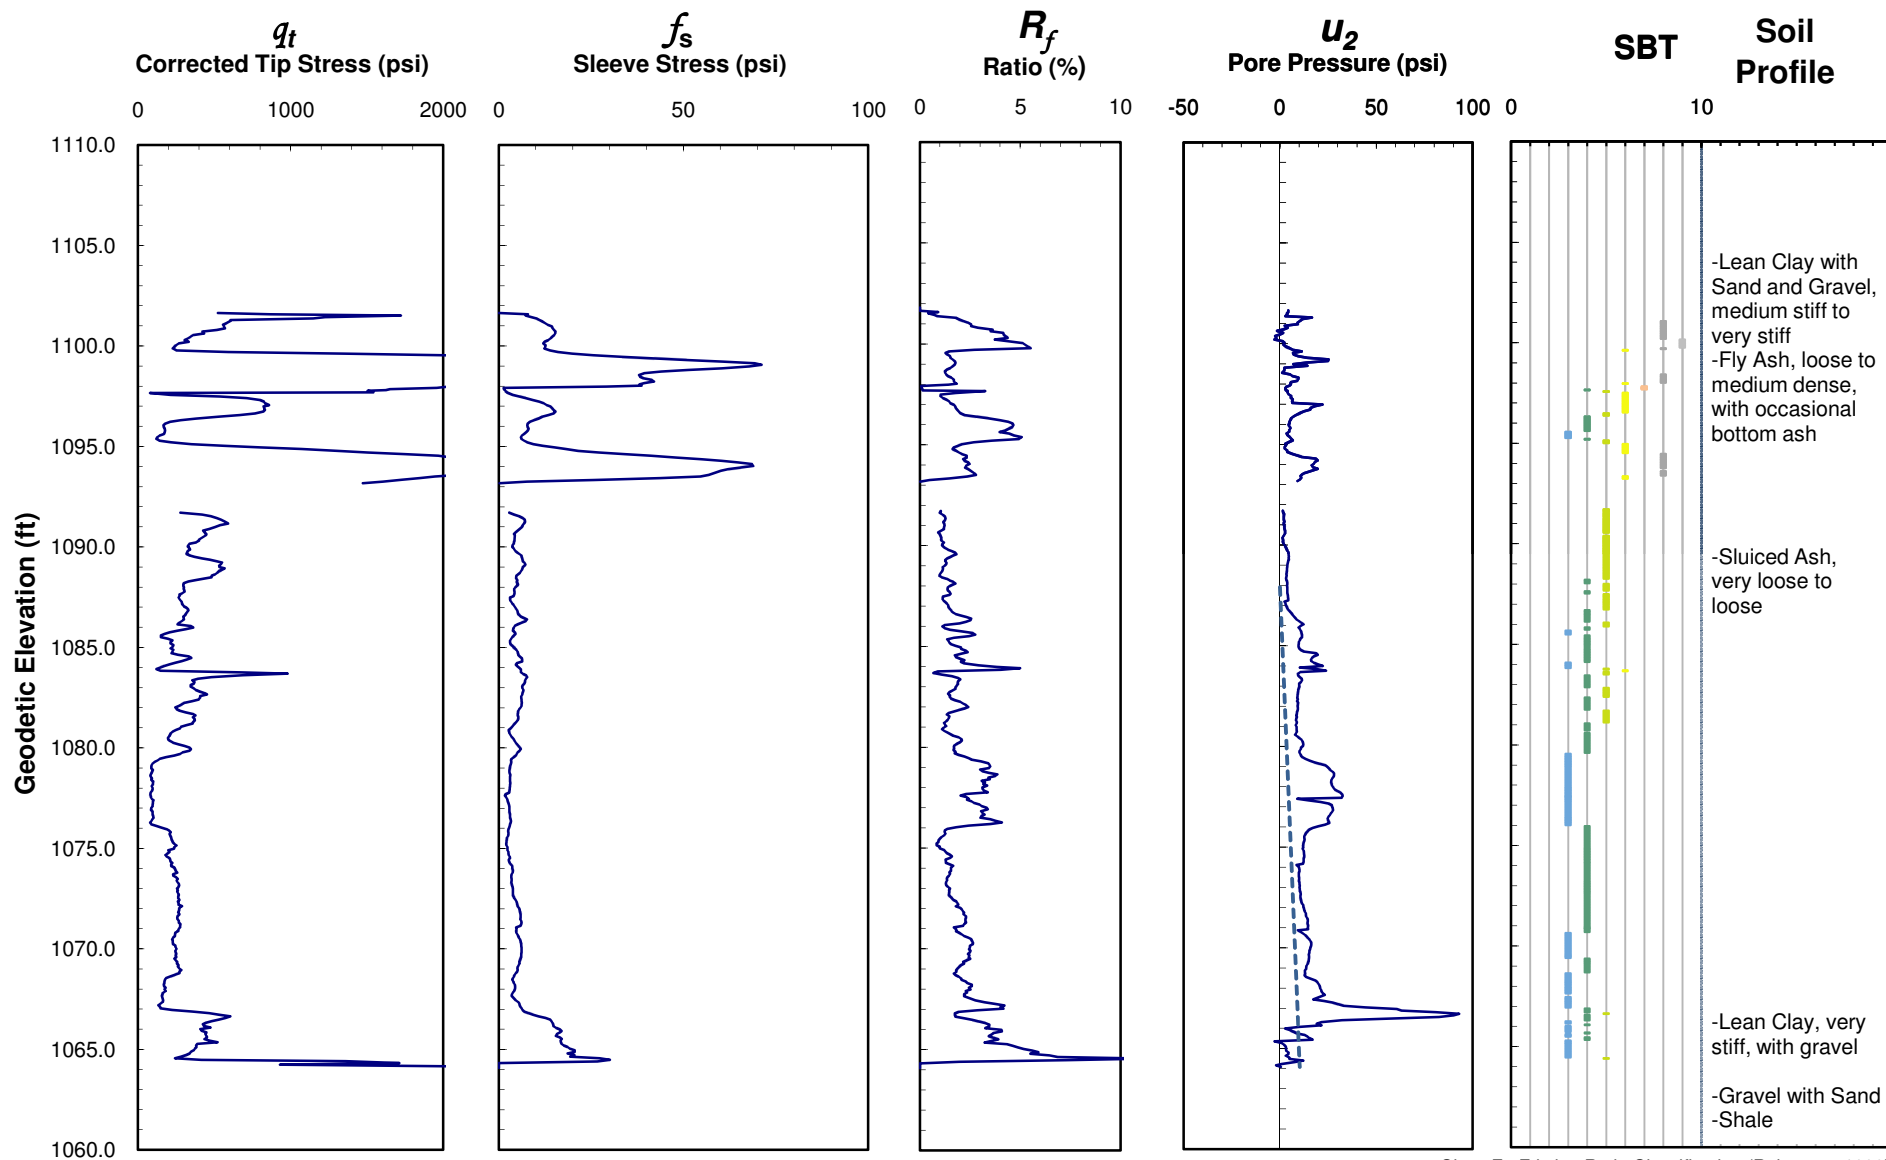 qt
Corrected Tip Stress (psi)
0 1000 2000
fs
Sleeve Stress (psi)
0 50 100
Rf
Ratio (%)
0 5 10
u2
Pore Pressure (psi)
-50 0 50 100
SBT
0 10
Soil
Profile
Geodetic Elevation (ft)
1110.0
1105.0
1100.0
1095.0
1090.0
1085.0
1080.0
1075.0
1070.0
1065.0
1060.0
-Lean Clay with
Sand and Gravel,
medium stiff to
very stiff
-Fly Ash, loose to
medium dense,
with occasional
bottom ash
-Sluiced Ash,
very loose to
loose
-Lean Clay, very
stiff, with gravel
-Gravel with Sand
-Shale